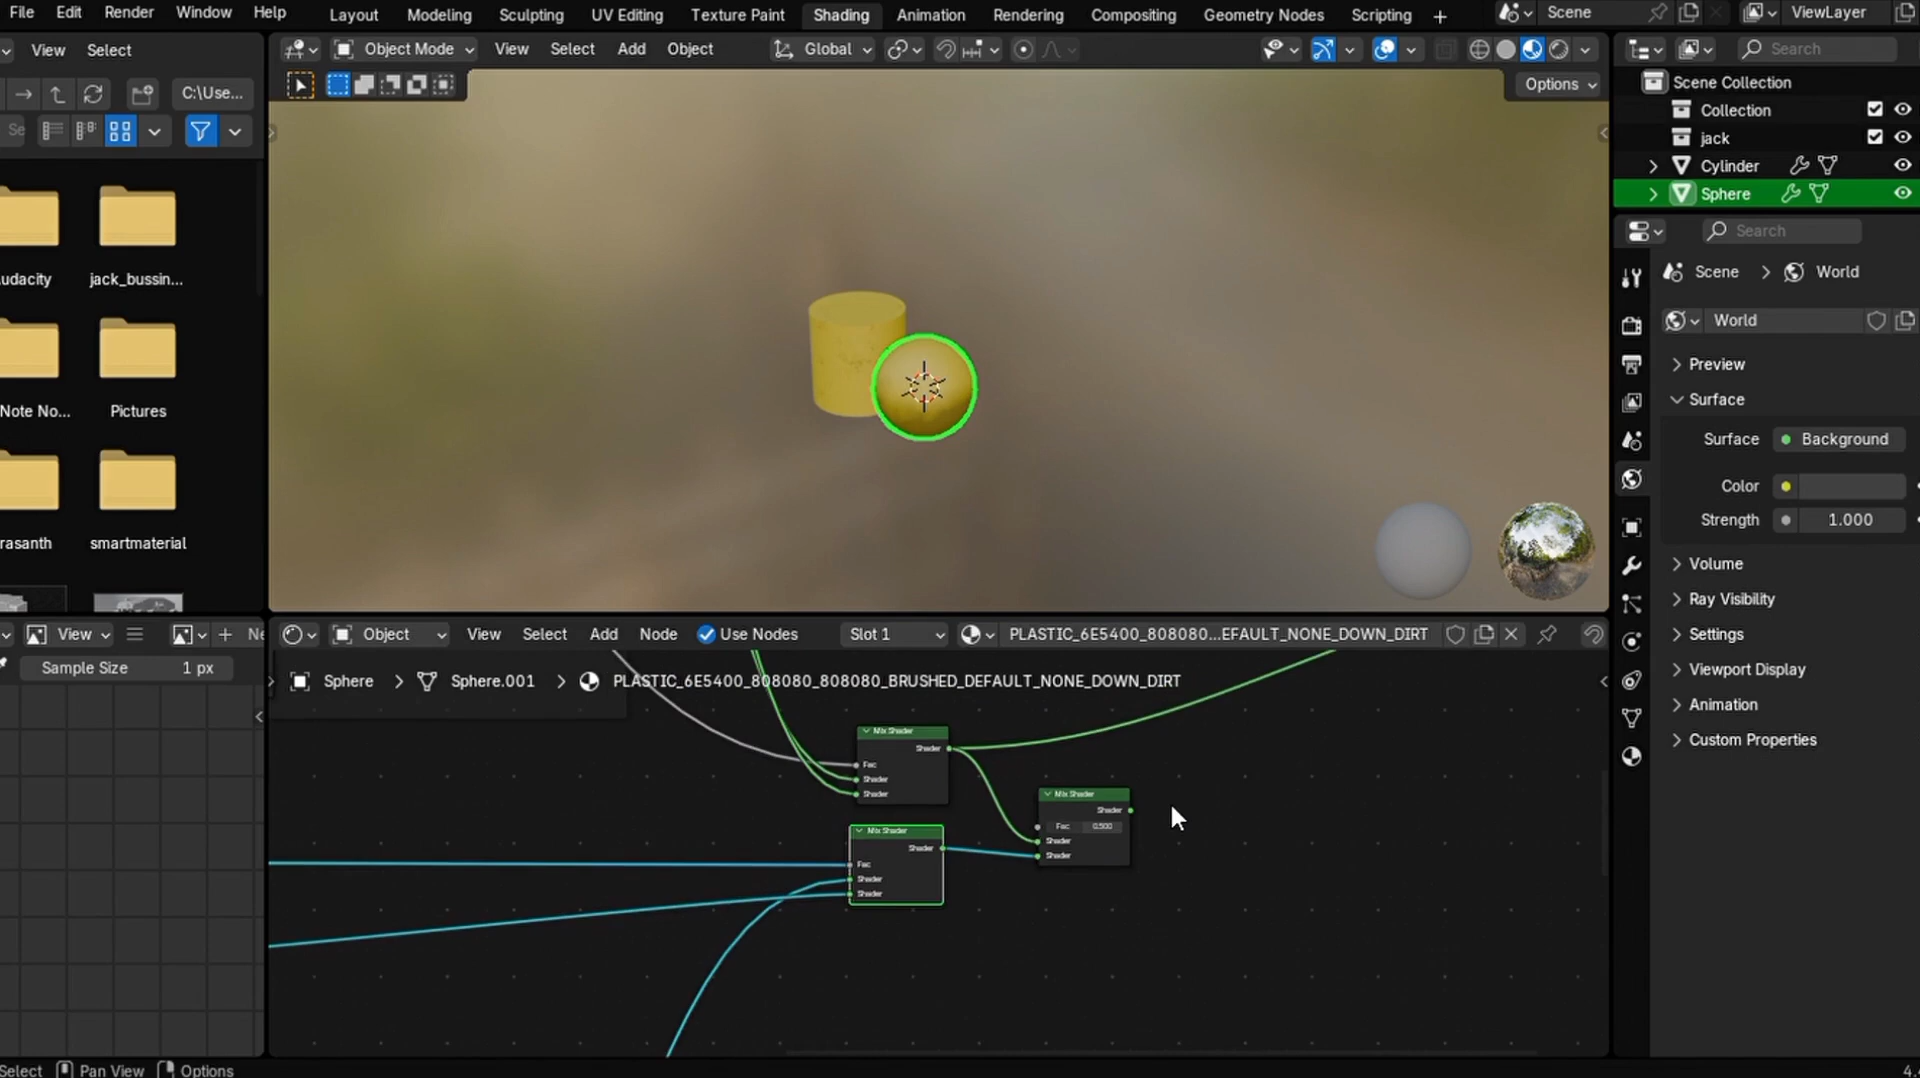 File Edit Render Window Help Layout Modeling Sculpting UV Editing Texture Paint Shading Animation Rendering Compositing Geometry Nodes Scripting + Scene ViewLayer
View Select Object Mode View Select Add Object Global Search
C:\Use... Options
Scene Collection
Collection
jack
Cylinder
Sphere
Search
Scene > World
World
Preview
Surface
Surface Background
Color
Strength 1.000
Volume
Ray Visibility
Settings
Viewport Display
Animation
Custom Properties
udacity jack_bussin...
Note No... Pictures
rasanth smartmaterial
View + Ne Object View Select Add Node Use Nodes Slot 1 PLASTIC_6E5400_808080...EFAULT_NONE_DOWN_DIRT
Sample Size 1 px
Sphere > Sphere.001 > PLASTIC_6E5400_808080_808080_BRUSHED_DEFAULT_NONE_DOWN_DIRT
Mix Shader
Shader
Fac
Shader
Shader
Mix Shader
Shader
Fac 0.500
Shader
Shader
Mix Shader
Shader
Fac
Shader
Shader
Select Pan View Options 4.